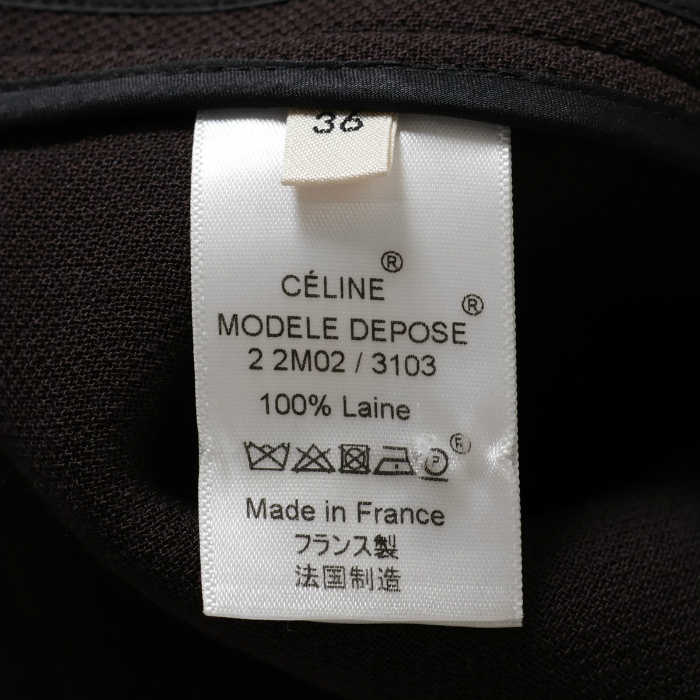 36
CÉLINE®
MODELE DEPOSE®
2 2M02 / 3103
100% Laine
P ®
Made in France
フランス製
法国制造